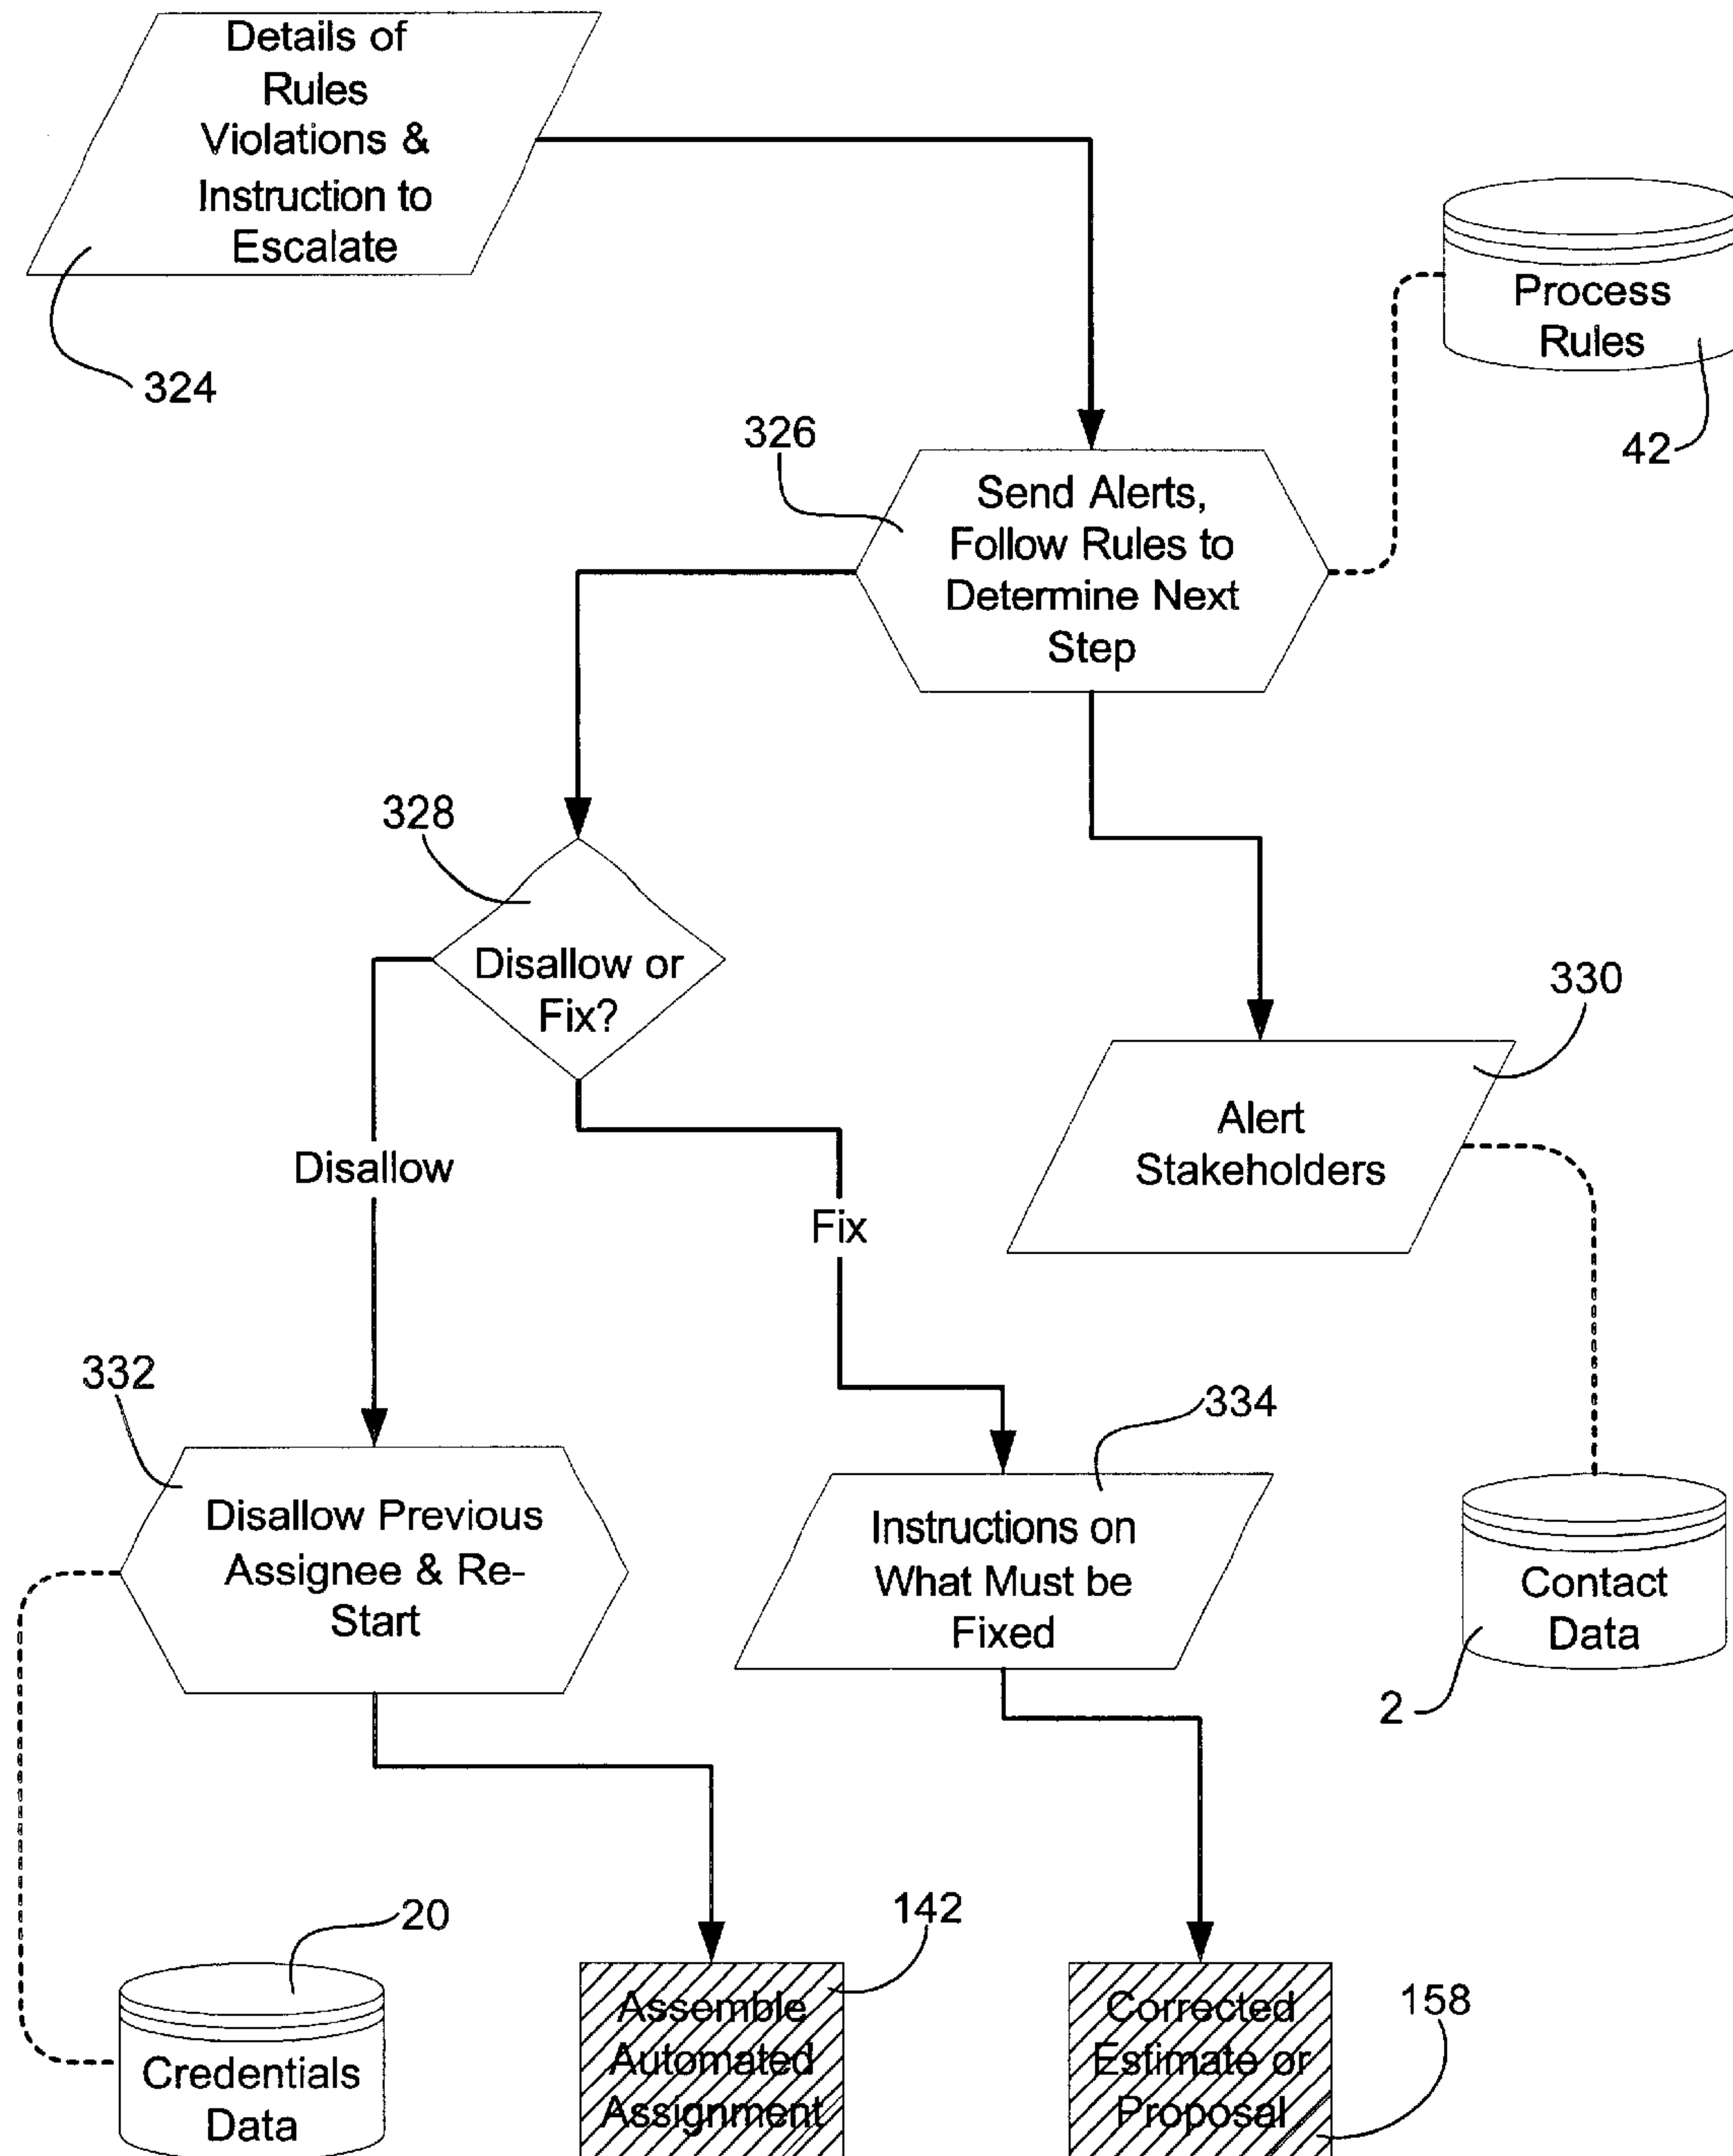 Details of
Rules
Violations &
Instruction to
Escalate
324
Process
Rules
42
326
Send Alerts,
Follow Rules to
Determine Next
Step
328
Disallow or
Fix?
330
Alert
Stakeholders
Disallow
Fix
332
Disallow Previous
Assignee & Re-
Start
334
Instructions on
What Must be
Fixed
Contact
Data
2
20
Credentials
Data
142
Assemble
Automated
Assignment
158
Corrected
Estimate or
Proposal